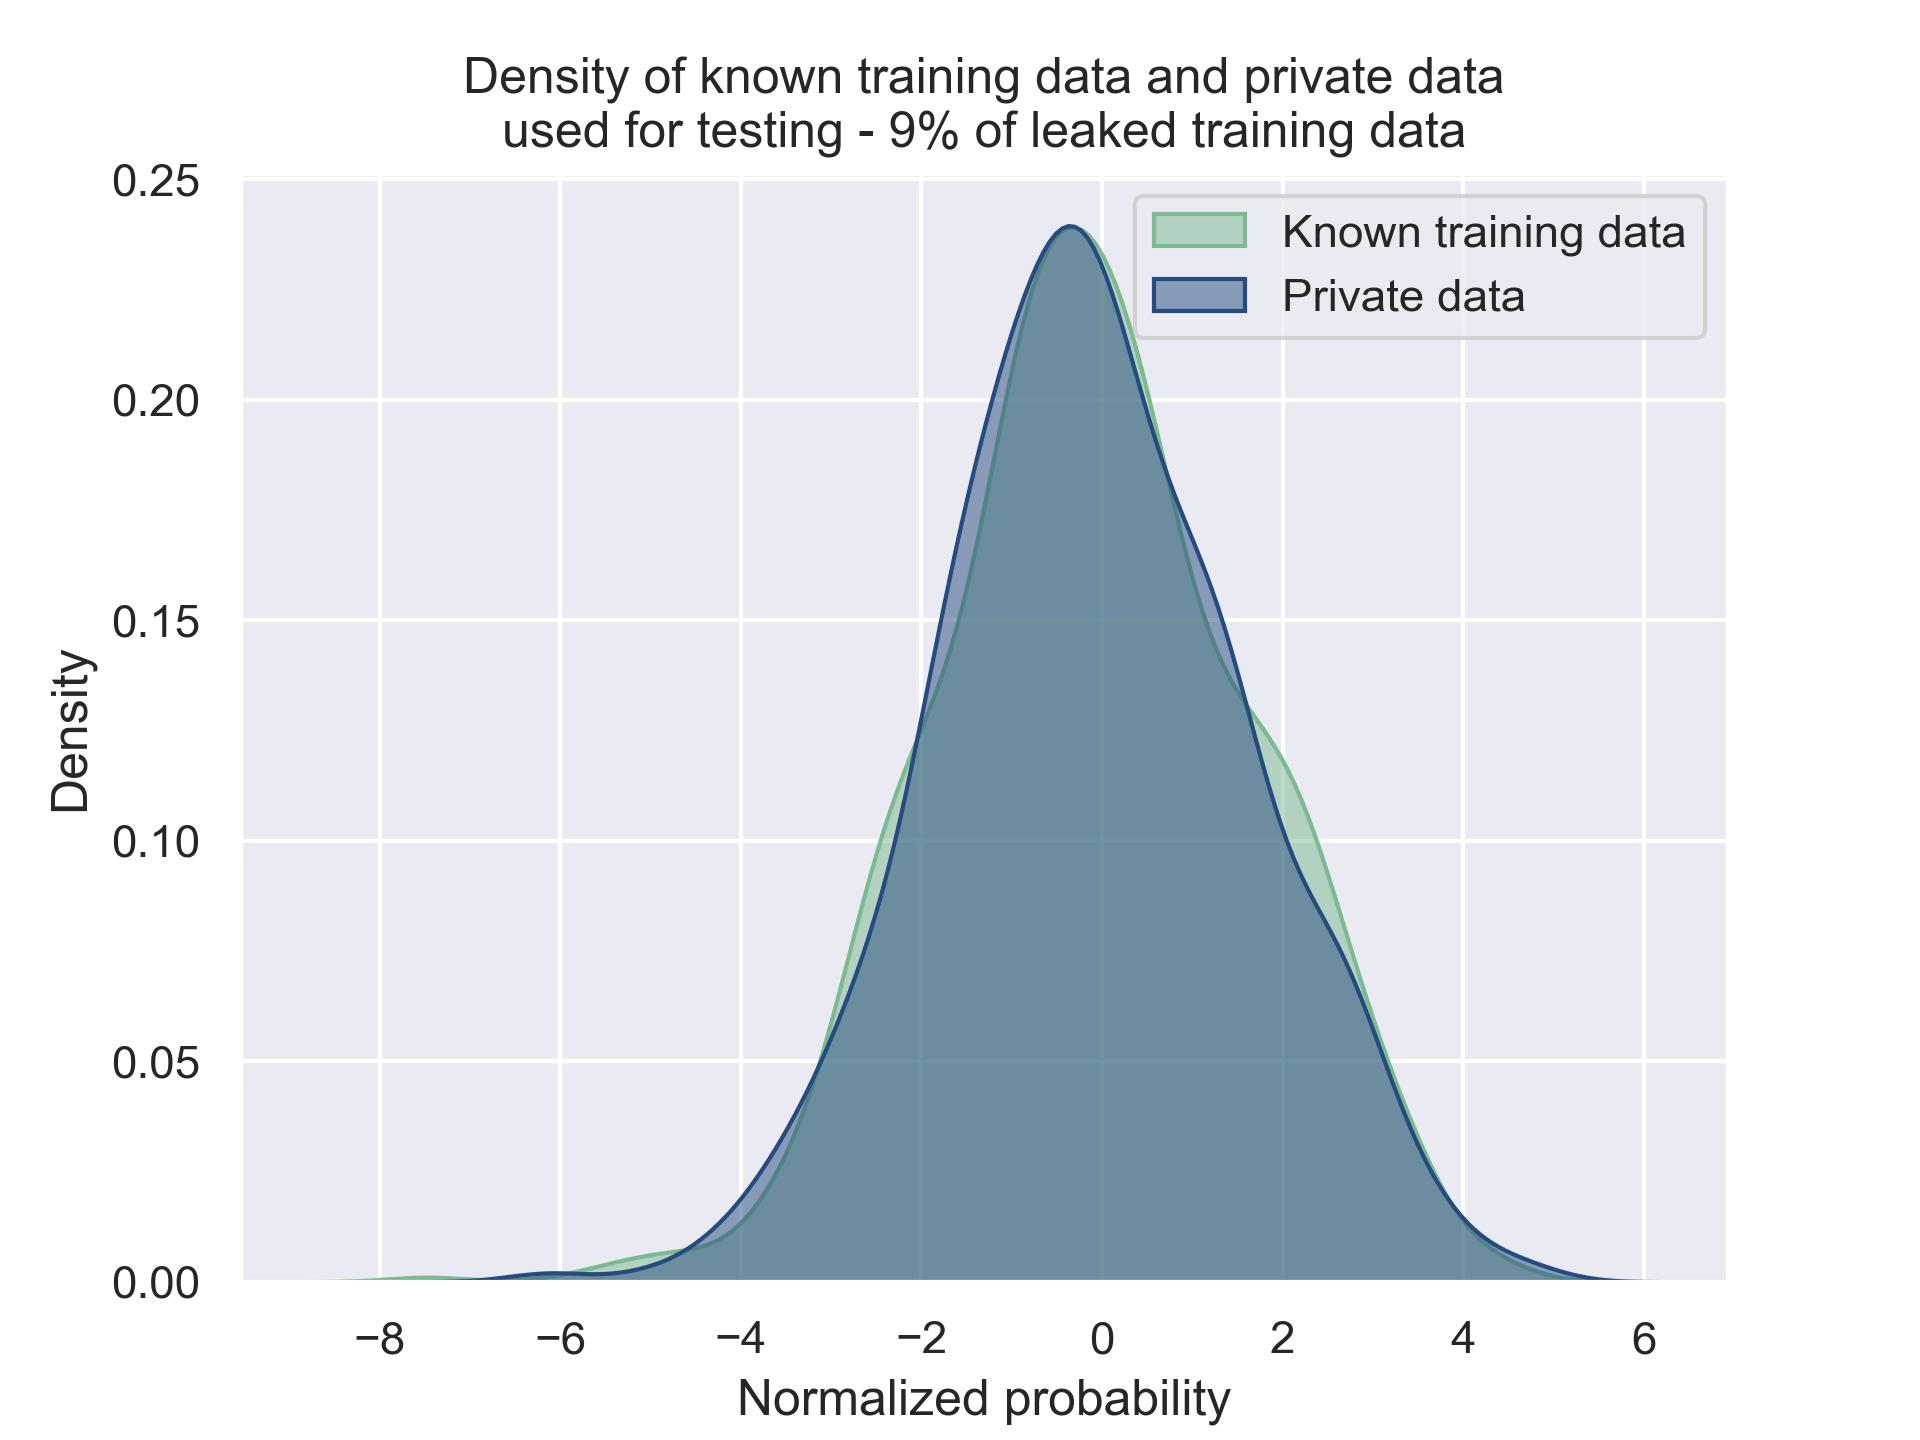 Density of known training data and private data
used for testing - 9% of leaked training data
0.25
0.20
0.15
0.10
0.05
0.00
Density
Known training data
Private data
−8
−6
−4
−2
0
2
4
6
Normalized probability